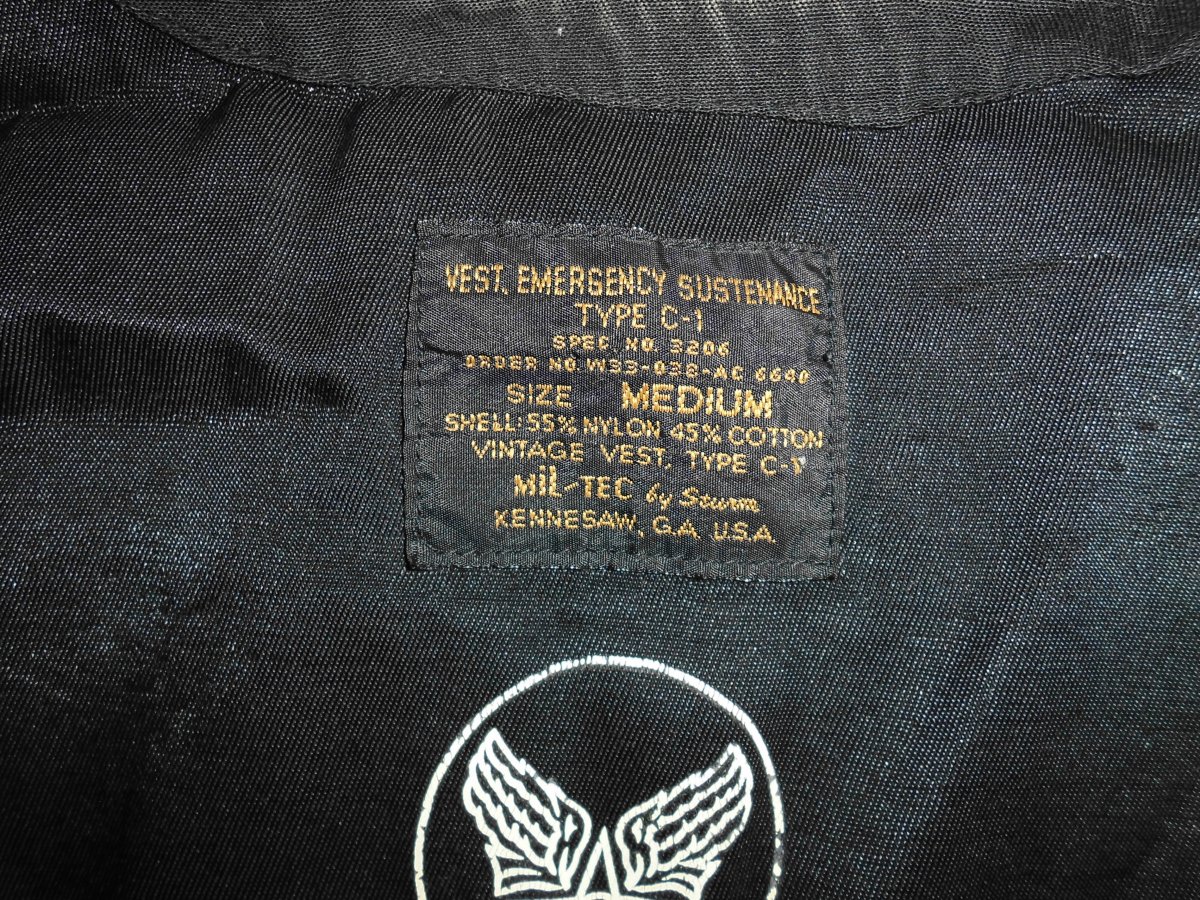 VEST, EMERGENCY SUSTENANCE
TYPE C-1
SPEC NO. 3206
ORDER NO. W33-038-AC 6640
SIZE MEDIUM
SHELL: 55% NYLON 45% COTTON
VINTAGE VEST, TYPE C-1
MIL-TEC by Sturm
KENNESAW, G.A. U.S.A.